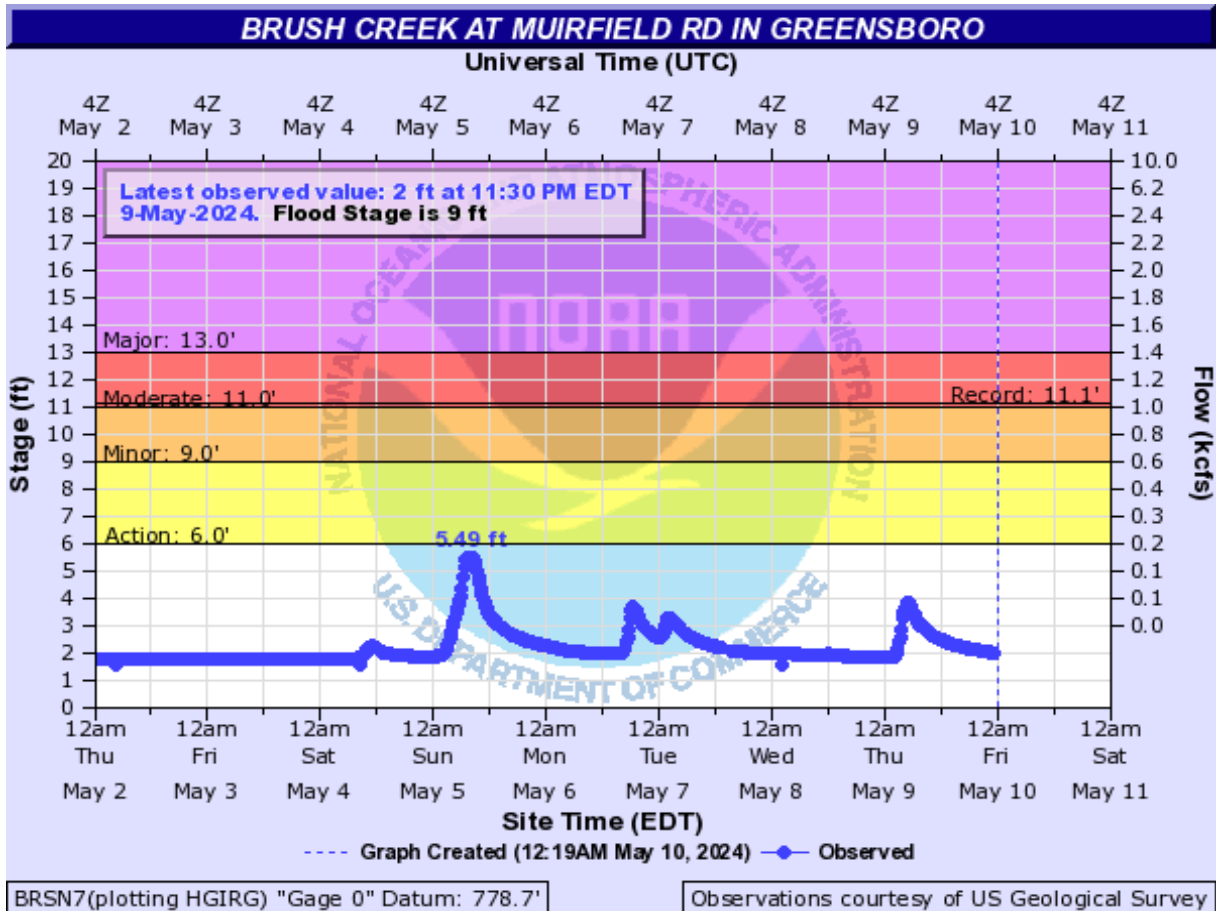 BRUSH CREEK AT MUIRFIELD RD IN GREENSBORO
Universal Time (UTC)
4Z 4Z 4Z 4Z 4Z 4Z 4Z 4Z 4Z 4Z
May 2 May 3 May 4 May 5 May 6 May 7 May 8 May 9 May 10 May 11
Latest observed value: 2 ft at 11:30 PM EDT
9-May-2024. Flood Stage is 9 ft
NATIONAL OCEANIC AND ATMOSPHERIC ADMINISTRATION
NOAA
U.S. DEPARTMENT OF COMMERCE
Stage (ft)
20
19
18
17
16
15
14
13
12
11
10
9
8
7
6
5
4
3
2
1
0
Major: 13.0'
Moderate: 11.0'
Record: 11.1'
Minor: 9.0'
Action: 6.0'
5.49 ft
10.0
6.2
2.4
2.2
2.0
1.8
1.6
1.4
1.2
1.0
0.8
0.6
0.4
0.3
0.2
0.1
0.1
0.0
Flow (kcfs)
12am 12am 12am 12am 12am 12am 12am 12am 12am 12am
Thu Fri Sat Sun Mon Tue Wed Thu Fri Sat
May 2 May 3 May 4 May 5 May 6 May 7 May 8 May 9 May 10 May 11
Site Time (EDT)
Graph Created (12:19AM May 10, 2024) Observed
BRSN7(plotting HGIRG) "Gage 0" Datum: 778.7'
Observations courtesy of US Geological Survey